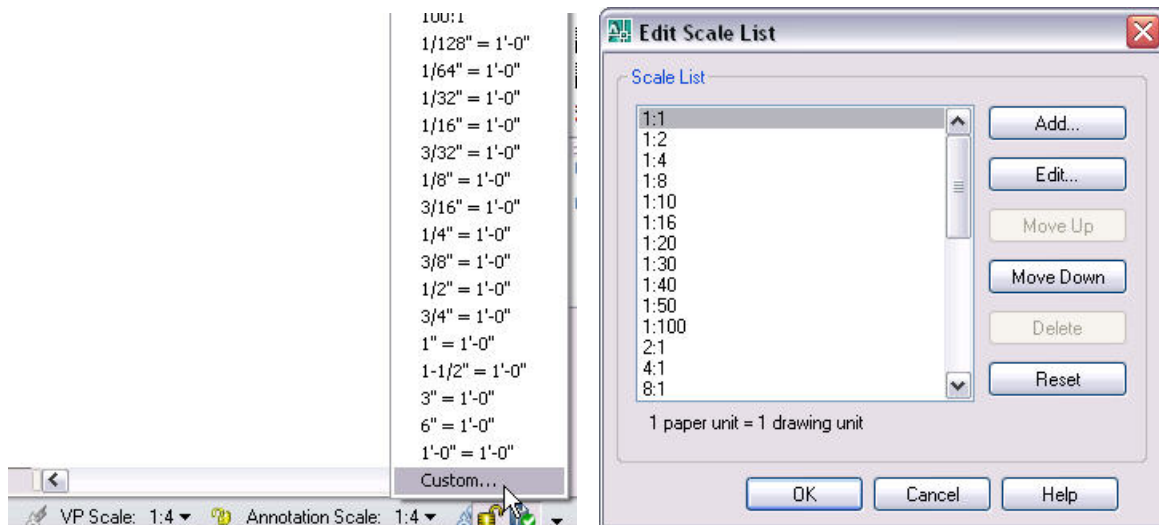 100:1
1/128" = 1'-0"
1/64" = 1'-0"
1/32" = 1'-0"
1/16" = 1'-0"
3/32" = 1'-0"
1/8" = 1'-0"
3/16" = 1'-0"
1/4" = 1'-0"
3/8" = 1'-0"
1/2" = 1'-0"
3/4" = 1'-0"
1" = 1'-0"
1-1/2" = 1'-0"
3" = 1'-0"
6" = 1'-0"
1'-0" = 1'-0"
Custom...
VP Scale: 1:4 Annotation Scale: 1:4
Edit Scale List
Scale List
1:1
1:2
1:4
1:8
1:10
1:16
1:20
1:30
1:40
1:50
1:100
2:1
4:1
8:1
Add...
Edit...
Move Up
Move Down
Delete
Reset
1 paper unit = 1 drawing unit
OK Cancel Help